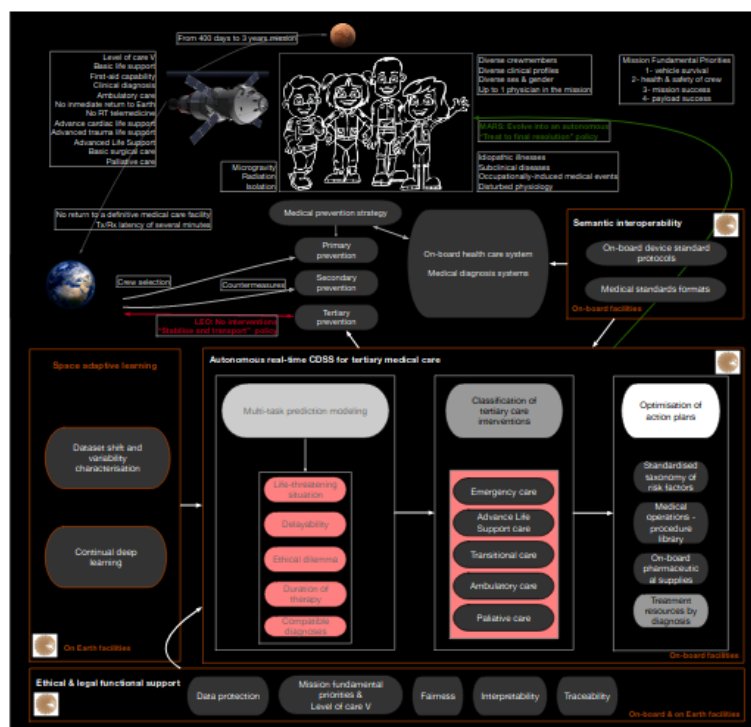 From 400 days to 3 years mission
Level of care V
Basic life support
First-aid capability
Clinical diagnosis
Ambulatory care
No inmediate return to Earth
No RT telemedicine
Advance cardiac life support
Advanced trauma life support
Advanced Life Support
Basic surgical care
Palliative care
Diverse crewmembers
Diverse clinical profiles
Diverse sex & gender
Up to 1 physician in the mission
Mission Fundamental Priorities
1- vehicle survival
2- health & safety of crew
3- mission success
4- payload success
MARS: Evolve into an autonomous
"Treat to final resolution" policy
Microgravity
Radiation
Isolation
Idiopathic illnesses
Subclinical diseases
Occupationally-induced medical events
Disturbed physiology
No return to a definitive medical care facility
Tx/Rx latency of several minutes
Medical prevention strategy
Primary
prevention
Secondary
prevention
Tertiary
prevention
Crew selection
Countermeasures
LEO: No interventions
"Stabilise and transport" policy
On-board health care system
Medical diagnosis systems
Semantic interoperability
On-board device standard
protocols
Medical standards formats
On-board facilities
Space adaptive learning
Dataset shift and
variability
characterisation
Continual deep
learning
On Earth facilities
Autonomous real-time CDSS for tertiary medical care
Multi-task prediction modeling
Life-threatening
situation
Delayability
Ethical dilemma
Duration of
therapy
Compatible
diagnoses
Classification of
tertiary care
interventions
Emergency care
Advance Life
Support care
Transitional care
Ambulatory care
Paliative care
Optimisation of
action plans
Standardised
taxonomy of
risk factors
Medical
operations -
procedure
library
On-board
pharmaceutic
al supplies
Treatment
resources by
diagnosis
On-board facilities
Ethical & legal functional support
Data protection
Mission fundamental
priorities &
Level of care V
Fairness
Interpretability
Traceability
On-board & on Earth facilities